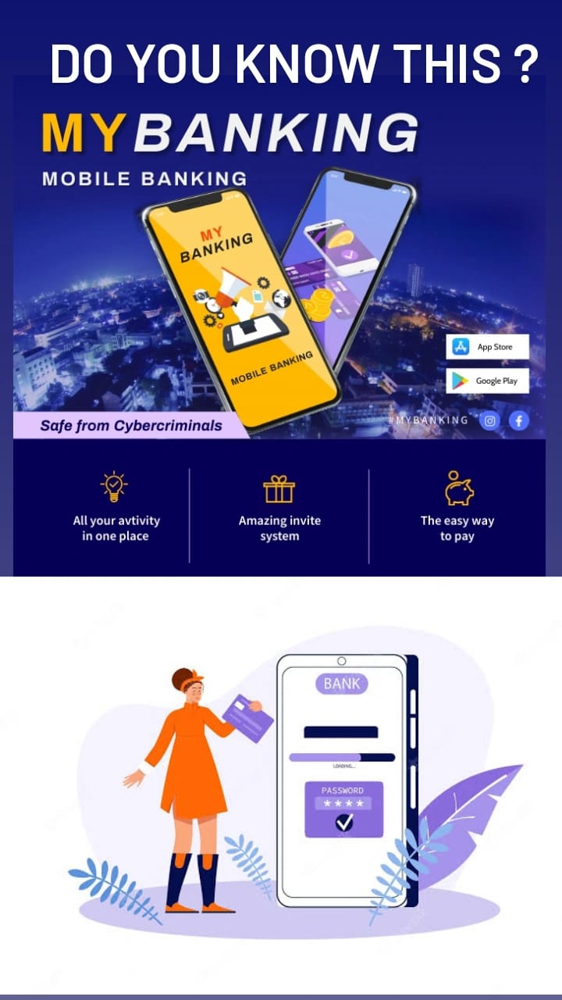 DO YOU KNOW THIS ?
MYBANKING
MOBILE BANKING
MY
BANKING
MOBILE BANKING
App Store
Google Play
#MYBANKING
Safe from Cybercriminals
All your avtivity
in one place
Amazing invite
system
The easy way
to pay
BANK
LOADING...
PASSWORD
****